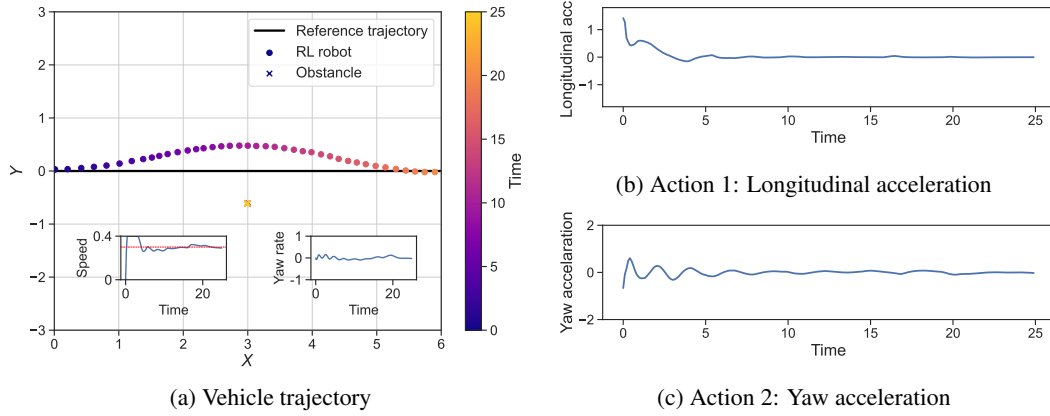 3
2
1
0
−1
−2
−3
Y
Reference trajectory
RL robot
Obstancle
0.4
0.0
Speed
0
20
Time
1
0
-1
Yaw rate
0
20
Time
0
1
2
3
4
5
6
X
25
20
15
10
5
0
Time
(a) Vehicle trajectory
Longitudinal acc
1
0
−1
0
5
10
15
20
25
Time
(b) Action 1: Longitudinal acceleration
Yaw accelaration
2
0
−2
0
5
10
15
20
25
Time
(c) Action 2: Yaw acceleration